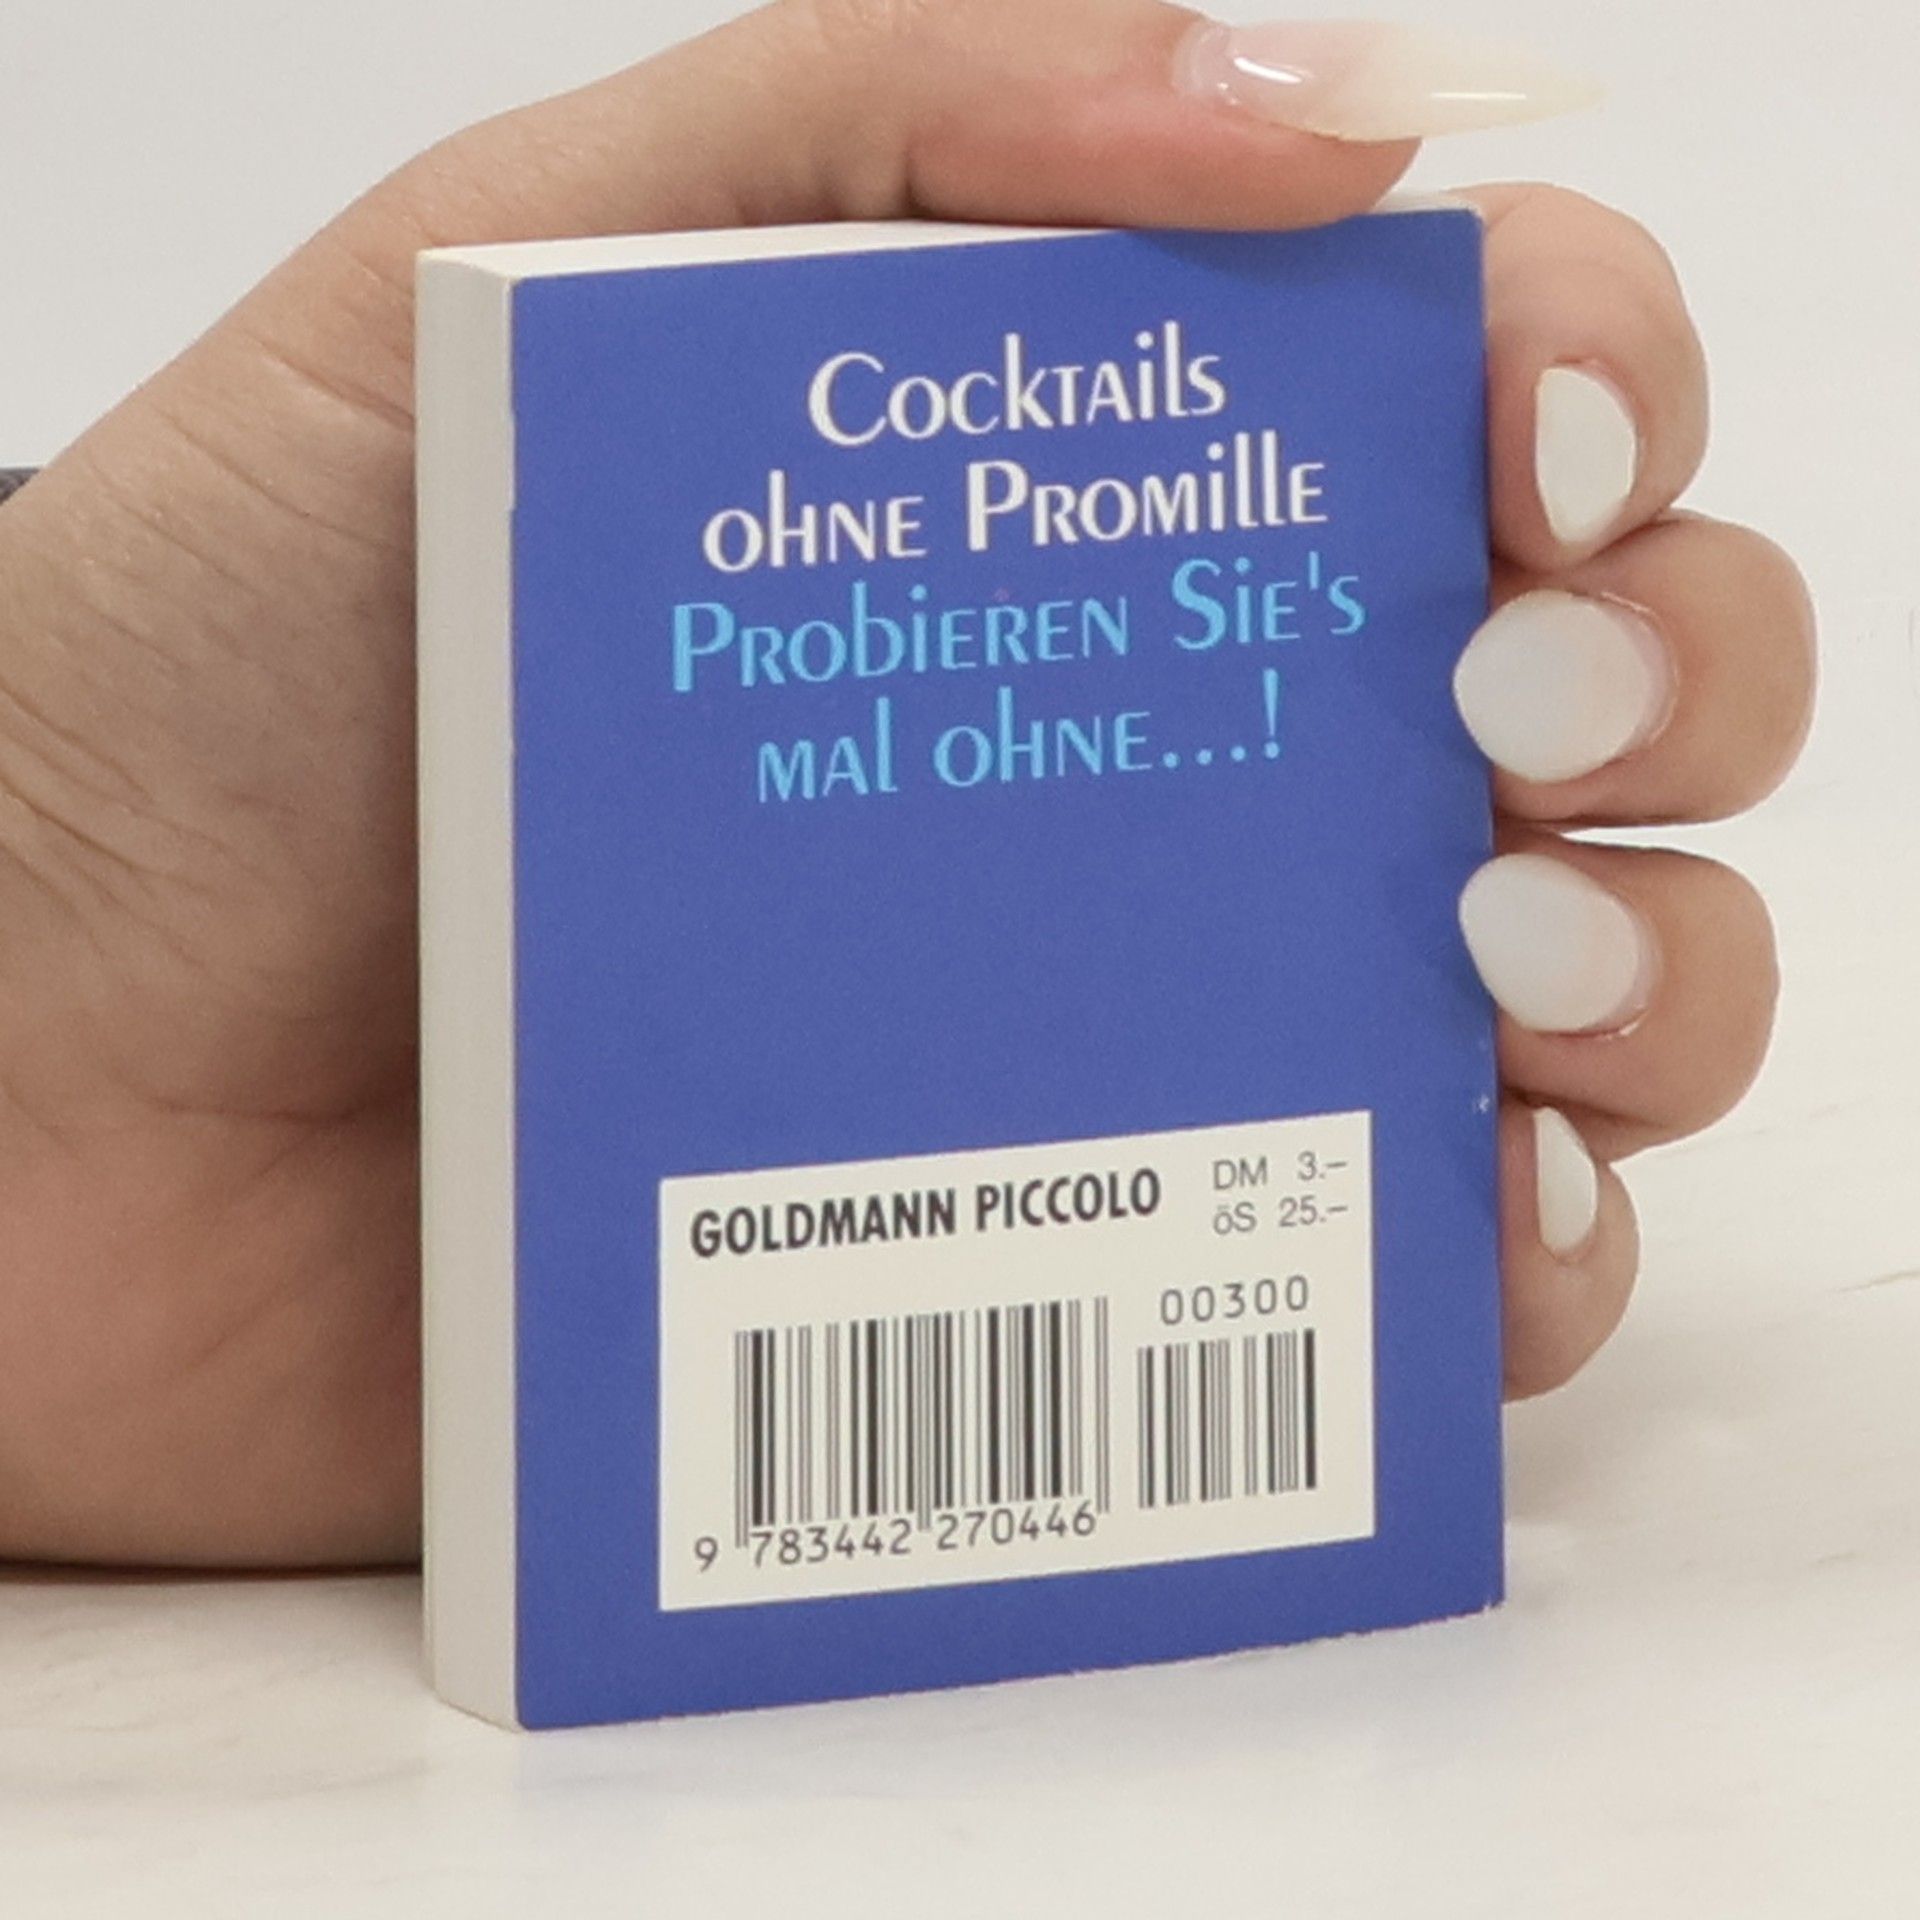 Cocktails
ohne Promille
Probieren Sie's
mal ohne...!
GOLDMANN PICCOLO
DM 3.–
öS 25.–
00300
9 783442 270446